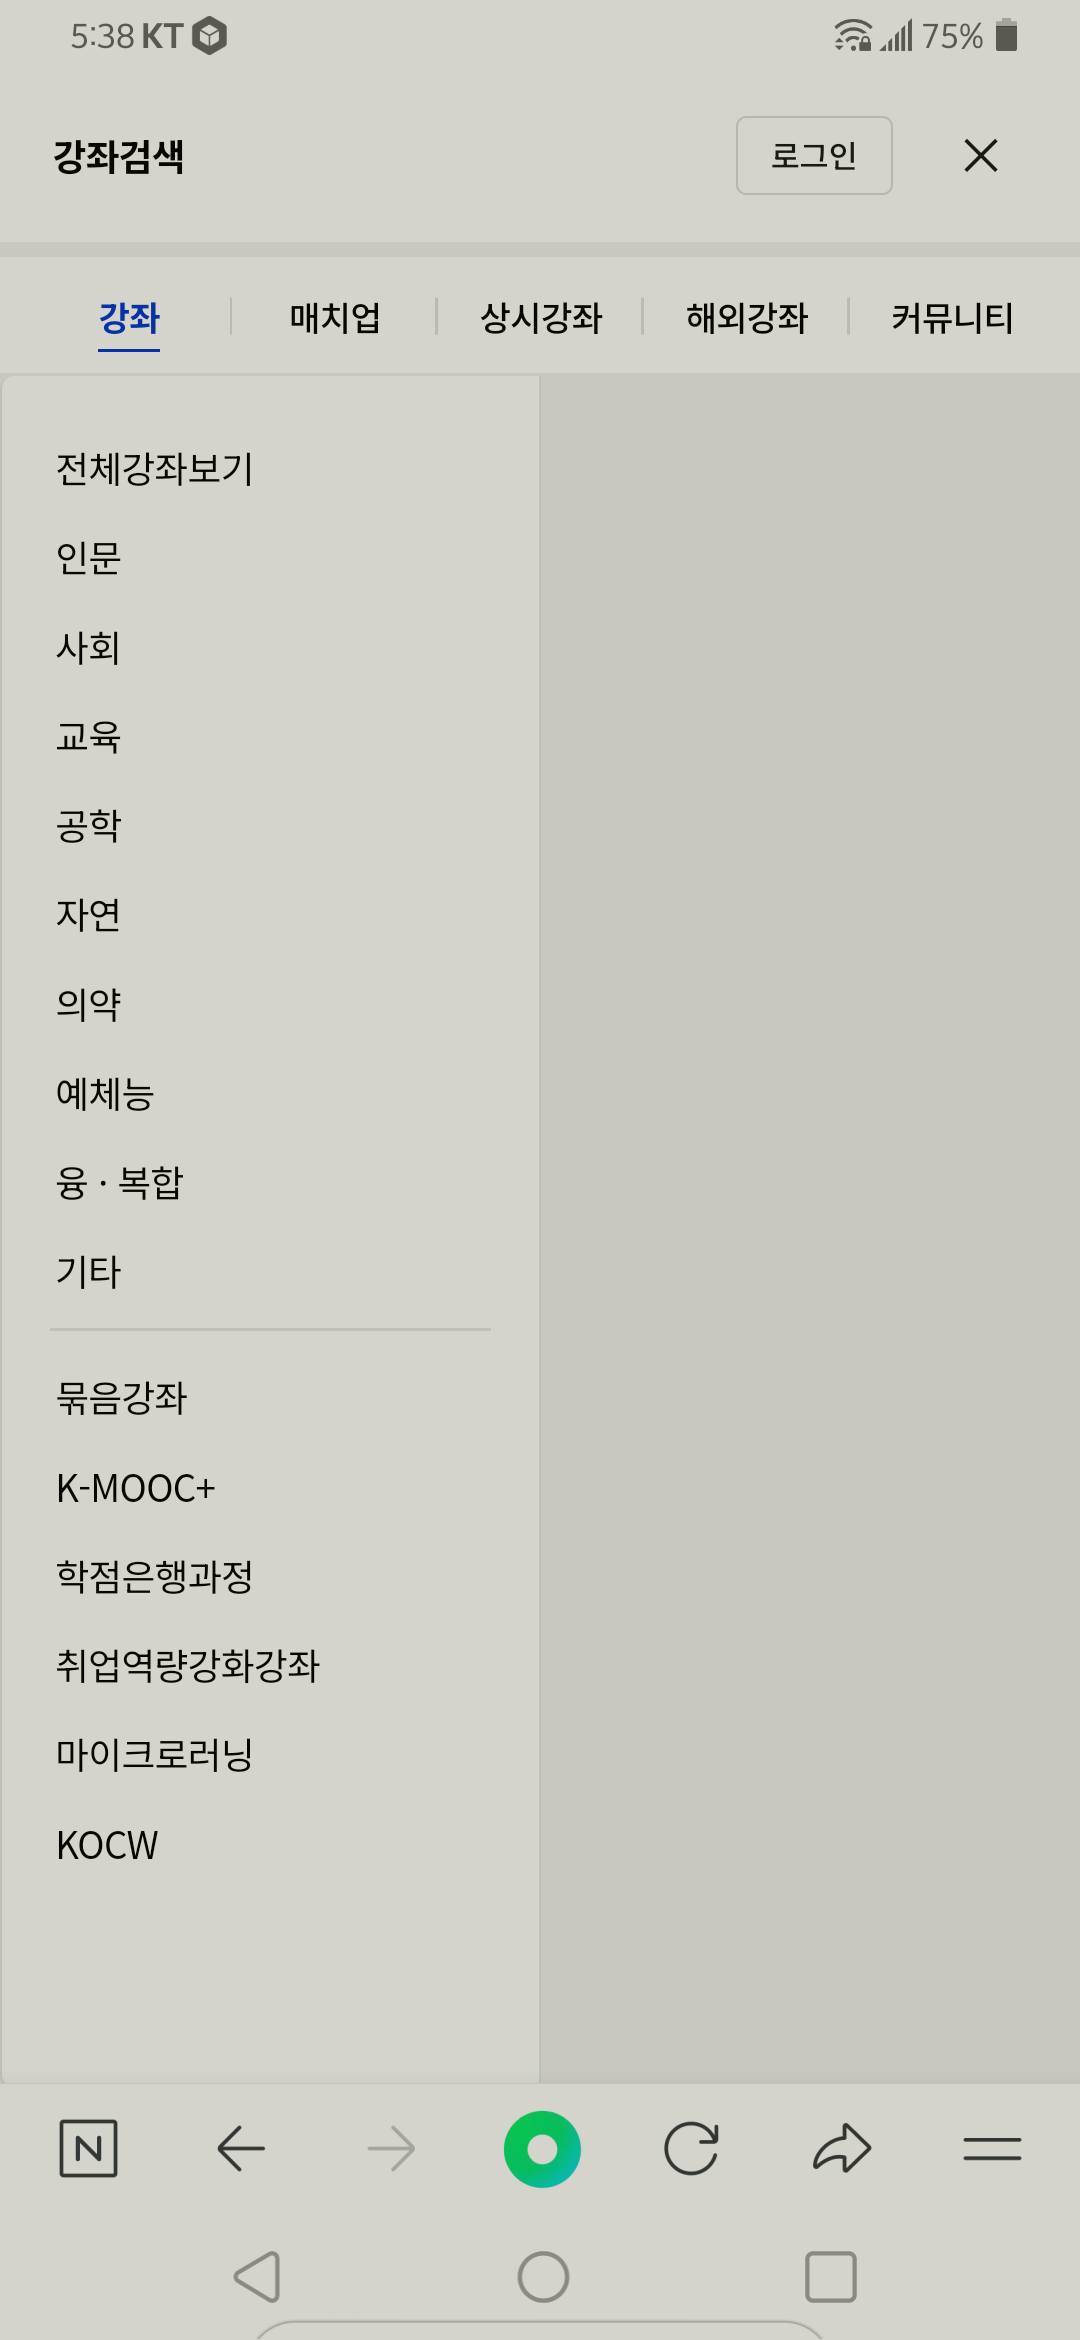 5:38 KT 75%
강좌검색 로그인
강좌 매치업 상시강좌 해외강좌 커뮤니티
전체강좌보기
인문
사회
교육
공학
자연
의약
예체능
융 · 복합
기타
묶음강좌
K-MOOC+
학점은행과정
취업역량강화강좌
마이크로러닝
KOCW
N